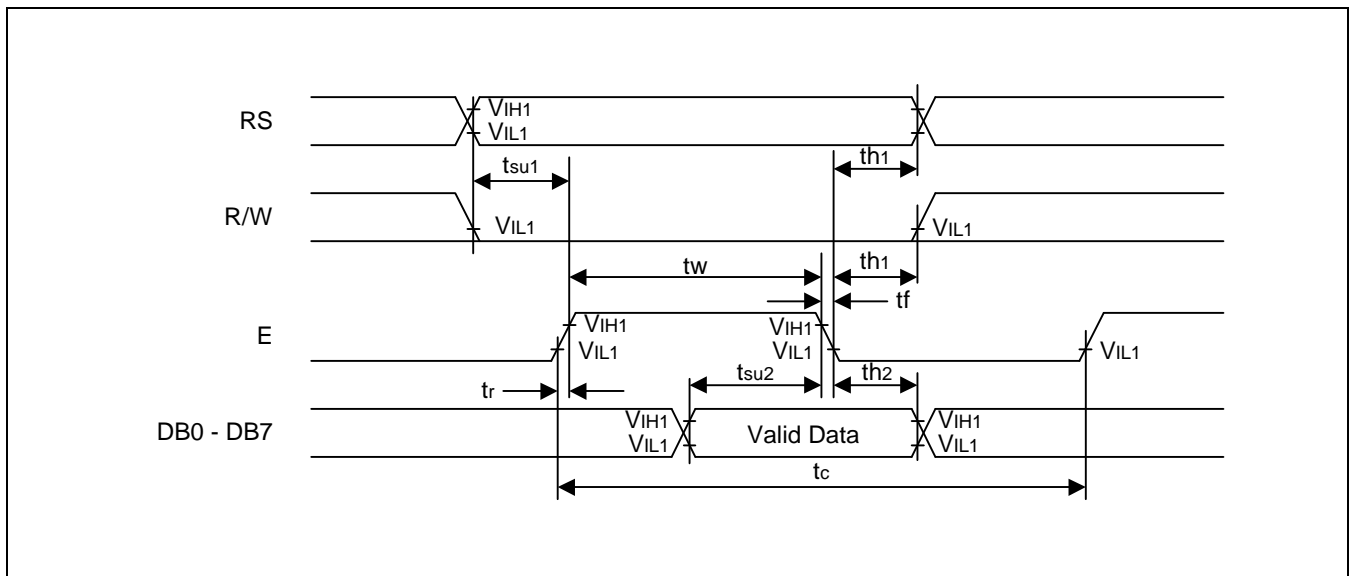 RS
VIH1
VIL1
tsu1
th1
R/W
VIL1
VIL1
tw
th1
tf
E
VIH1
VIL1
VIH1
VIL1
VIL1
tr
tsu2
th2
DB0 - DB7
VIH1
VIL1
Valid Data
VIH1
VIL1
tc